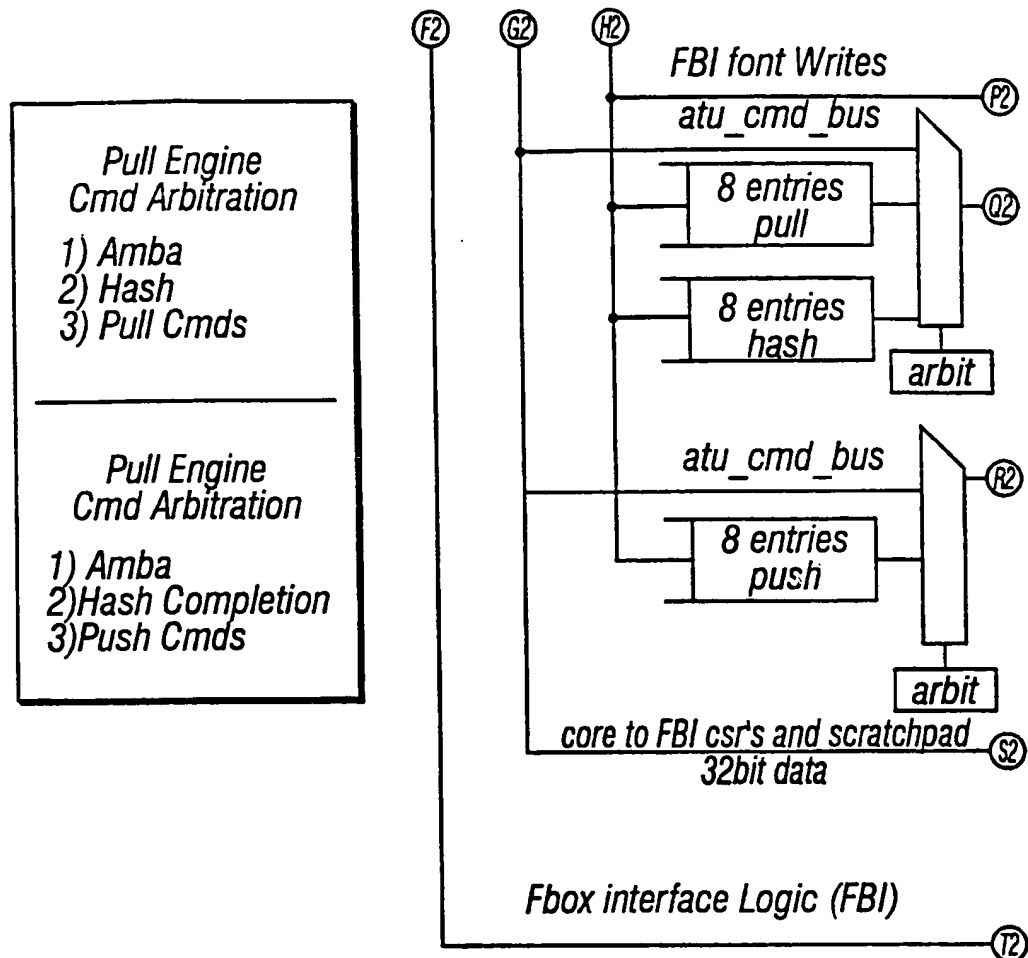 F2
G2
H2
FBI font Writes
P2
atu_cmd_bus
8 entries
pull
Q2
8 entries
hash
arbit
atu_cmd_bus
R2
8 entries
push
arbit
core to FBI csr's and scratchpad
32bit data
S2
Fbox interface Logic (FBI)
T2
Pull Engine
Cmd Arbitration
1) Amba
2) Hash
3) Pull Cmds
Pull Engine
Cmd Arbitration
1) Amba
2)Hash Completion
3)Push Cmds